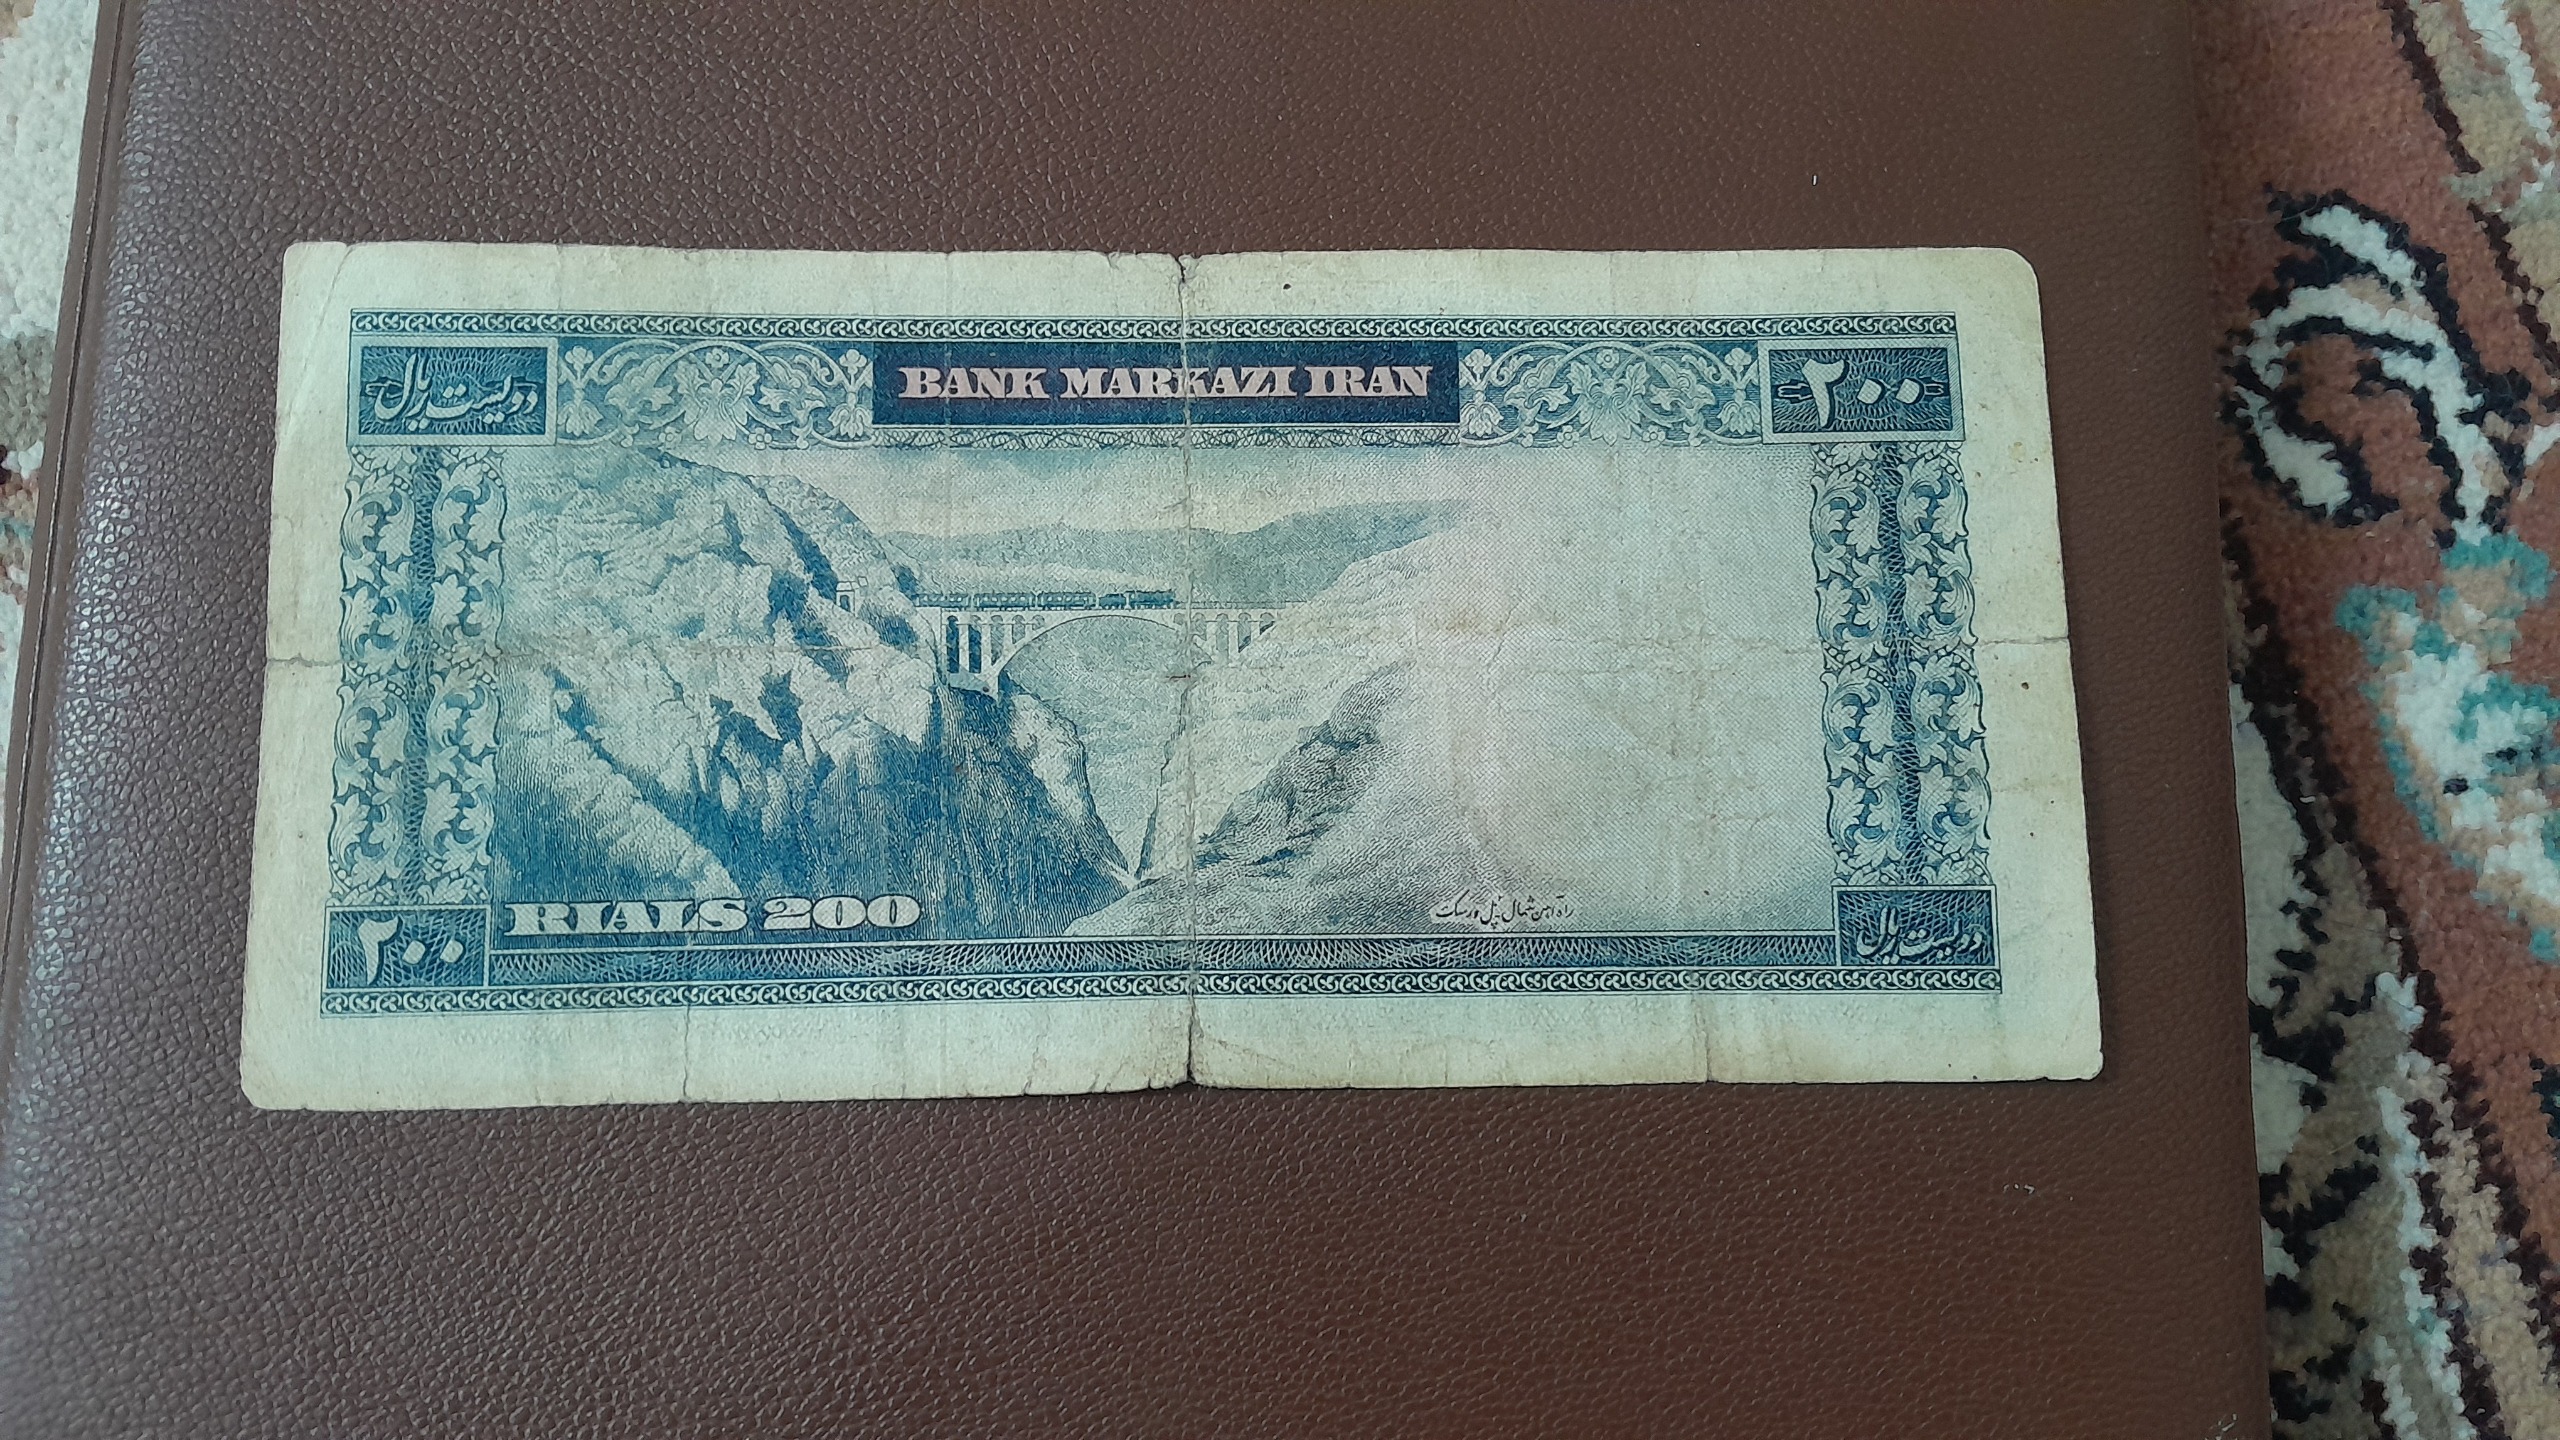 دویست ریال
BANK MARKAZI IRAN
۲۰۰
RIALS 200
راه آهن شمال - پل ورسک
۲۰۰
دویست ریال